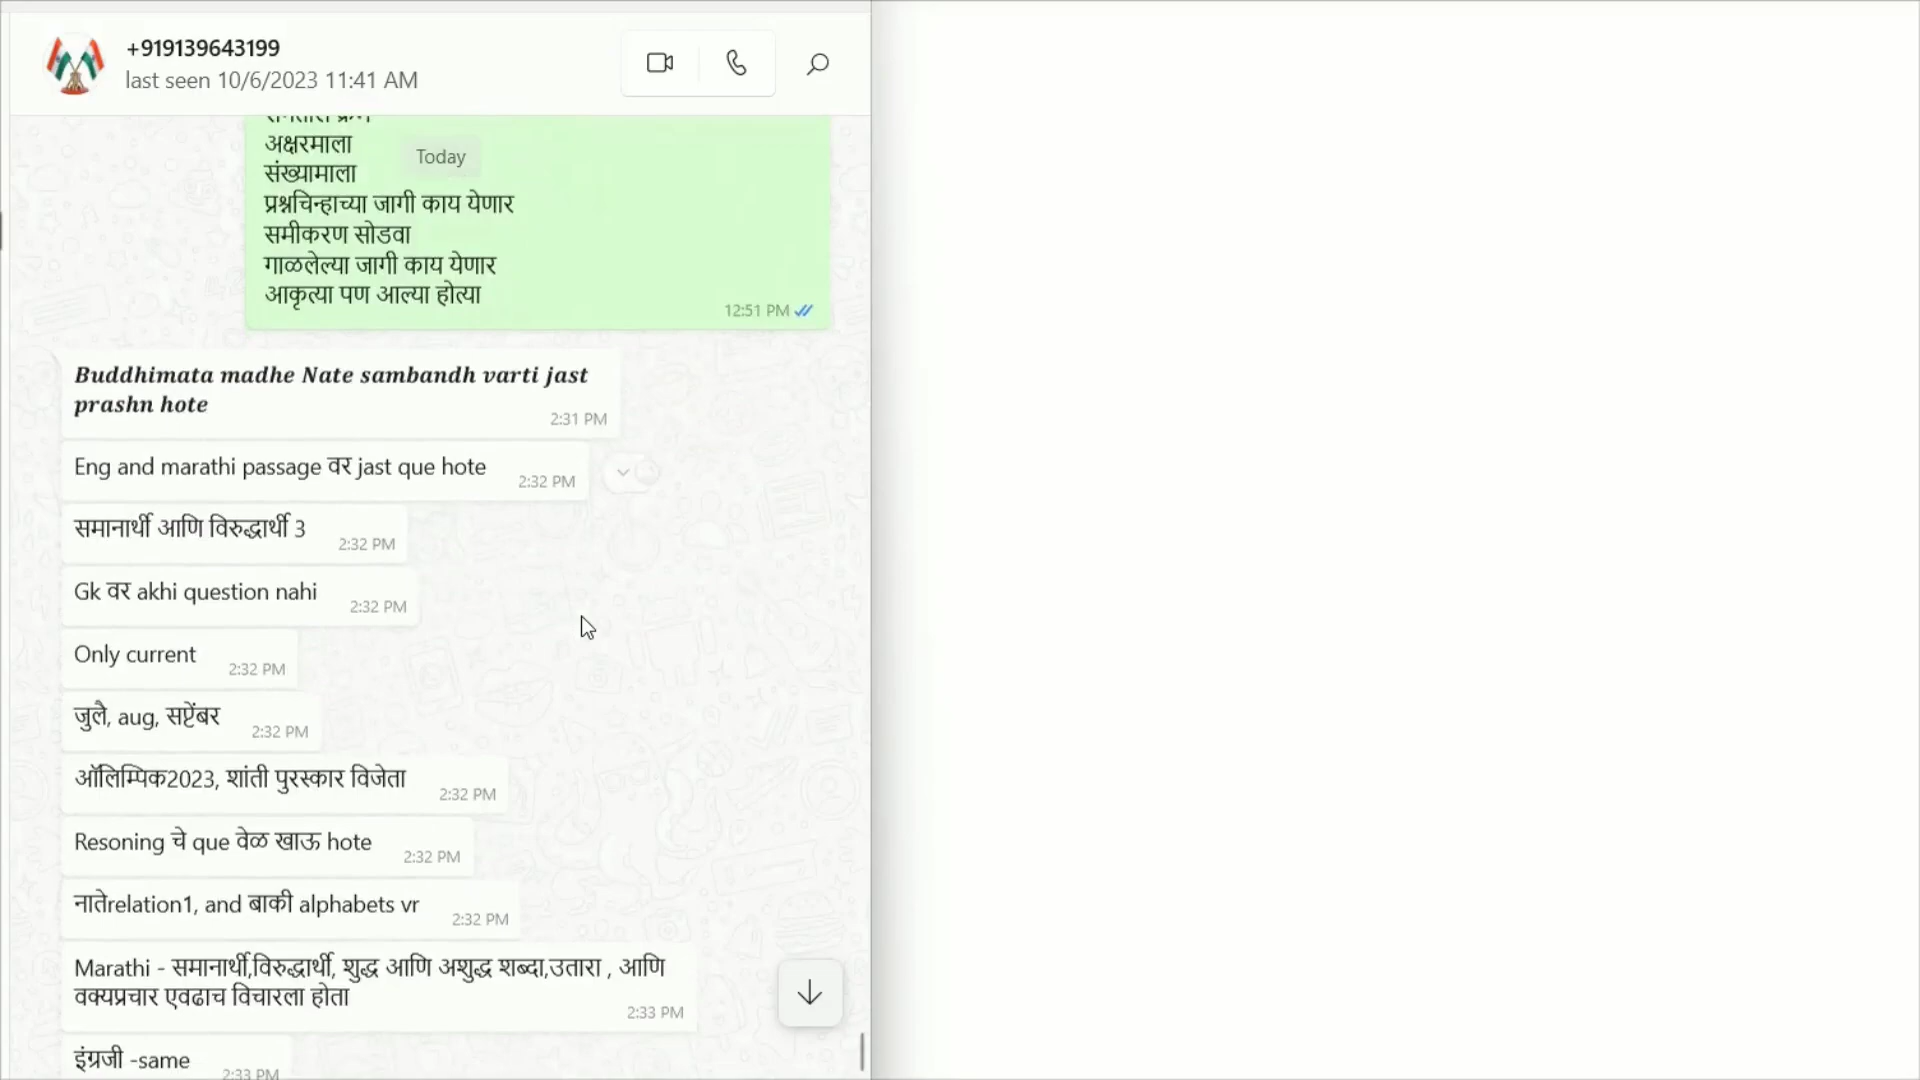 +919139643199
last seen 10/6/2023 11:41 AM
अक्षरमाला
Today
संख्यामाला
प्रश्नचिन्हाच्या जागी काय येणार
समीकरण सोडवा
गाळलेल्या जागी काय येणार
आकृत्या पण आल्या होत्या
12:51 PM
Buddhimata madhe Nate sambandh varti jast
prashn hote
2:31 PM
Eng and marathi passage वर jast que hote
2:32 PM
समानार्थी आणि विरुद्धार्थी 3
2:32 PM
Gk वर akhi question nahi
2:32 PM
Only current
2:32 PM
जुलै, aug, सप्टेंबर
2:32 PM
ऑलिम्पिक2023, शांती पुरस्कार विजेता
2:32 PM
Resoning चे que वेळ खाऊ hote
2:32 PM
नातेrelation1, and बाकी alphabets vr
2:32 PM
Marathi - समानार्थी,विरुद्धार्थी, शुद्ध आणि अशुद्ध शब्दा,उतारा , आणि
वक्यप्रचार एवढाच विचारला होता
2:33 PM
इंग्रजी -same
2:33 PM